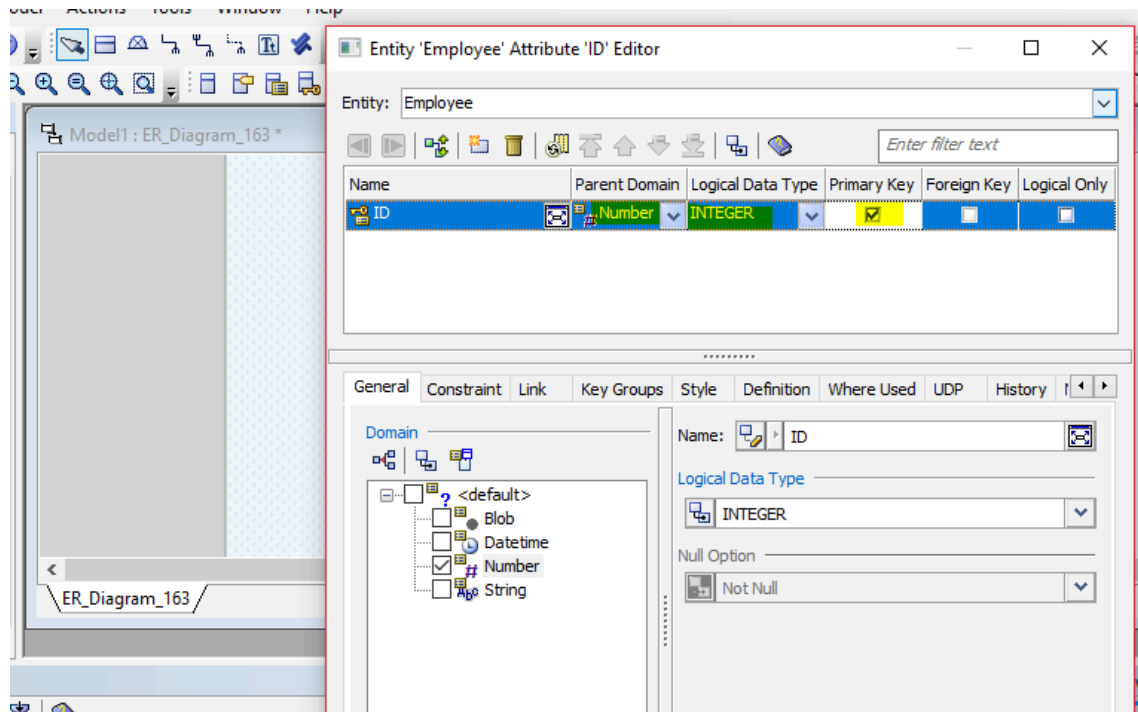 Actions Tools Window Help
Entity 'Employee' Attribute 'ID' Editor
Entity: Employee
Model1 : ER_Diagram_163 *
Enter filter text
Name Parent Domain Logical Data Type Primary Key Foreign Key Logical Only
ID Number INTEGER
General Constraint Link Key Groups Style Definition Where Used UDP History
Domain
Name: ID
Logical Data Type
<default>
INTEGER
Blob
Datetime
Null Option
Number
Not Null
String
ER_Diagram_163